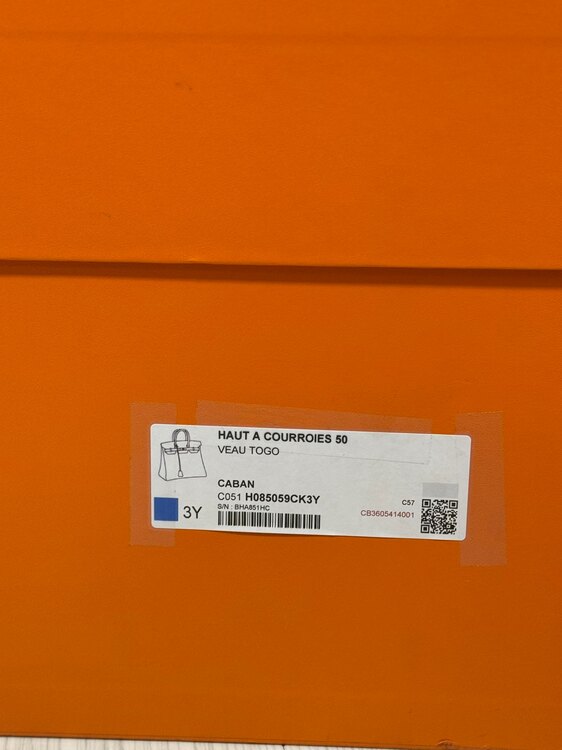 HAUT A COURROIES 50
VEAU TOGO
CABAN
C051 H085059CK3Y
S/N : BHA851HC
3Y
C57
CB3605414001